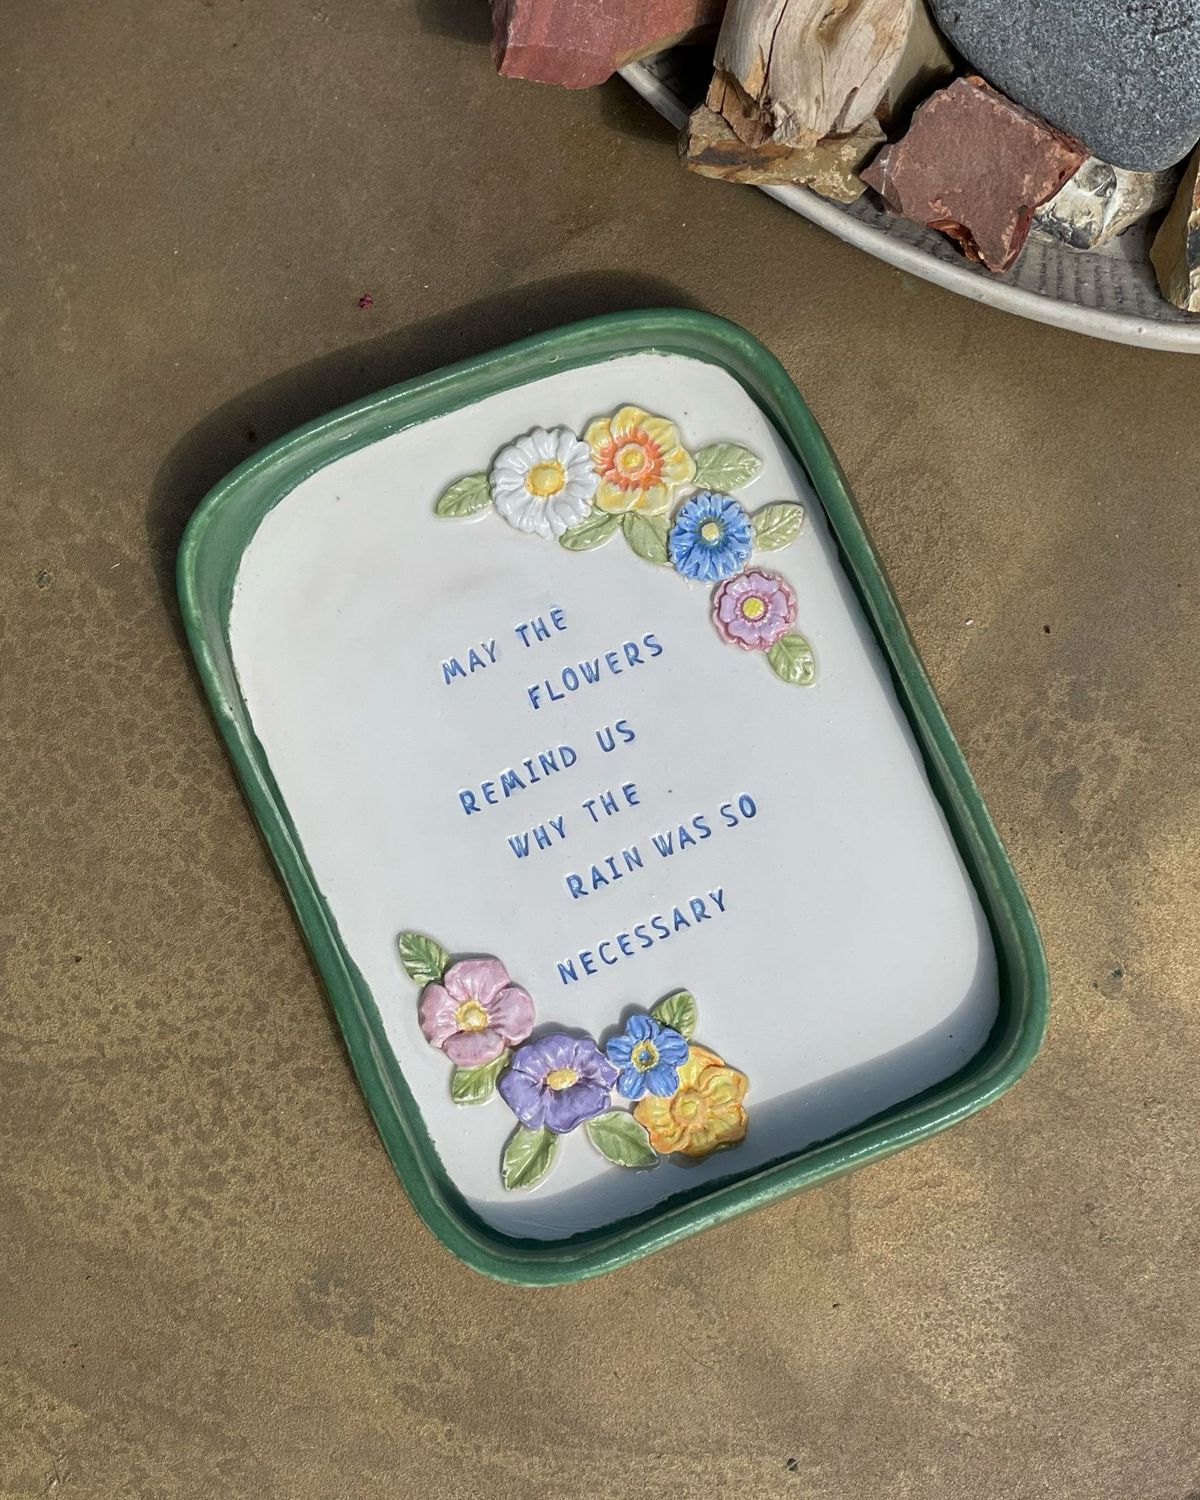 MAY THE
FLOWERS
REMIND US
WHY THE
RAIN WAS SO
NECESSARY